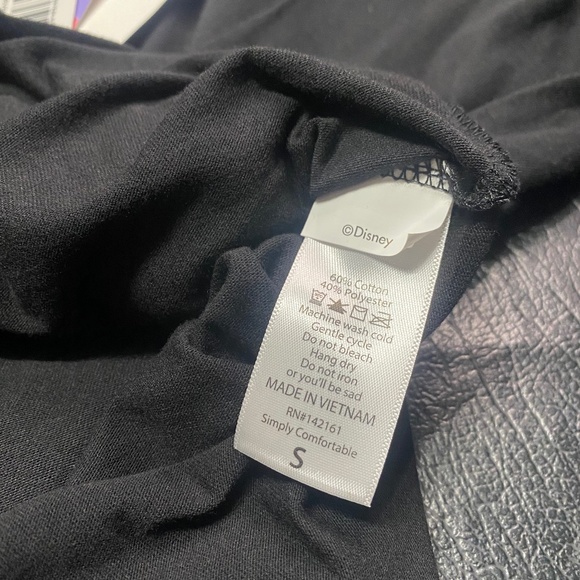 ©Disney
60% Cotton
40% Polyester
Machine wash cold
Gentle cycle
Do not bleach
Hang dry
Do not iron
or you'll be sad
MADE IN VIETNAM
RN#142161
Simply Comfortable
S